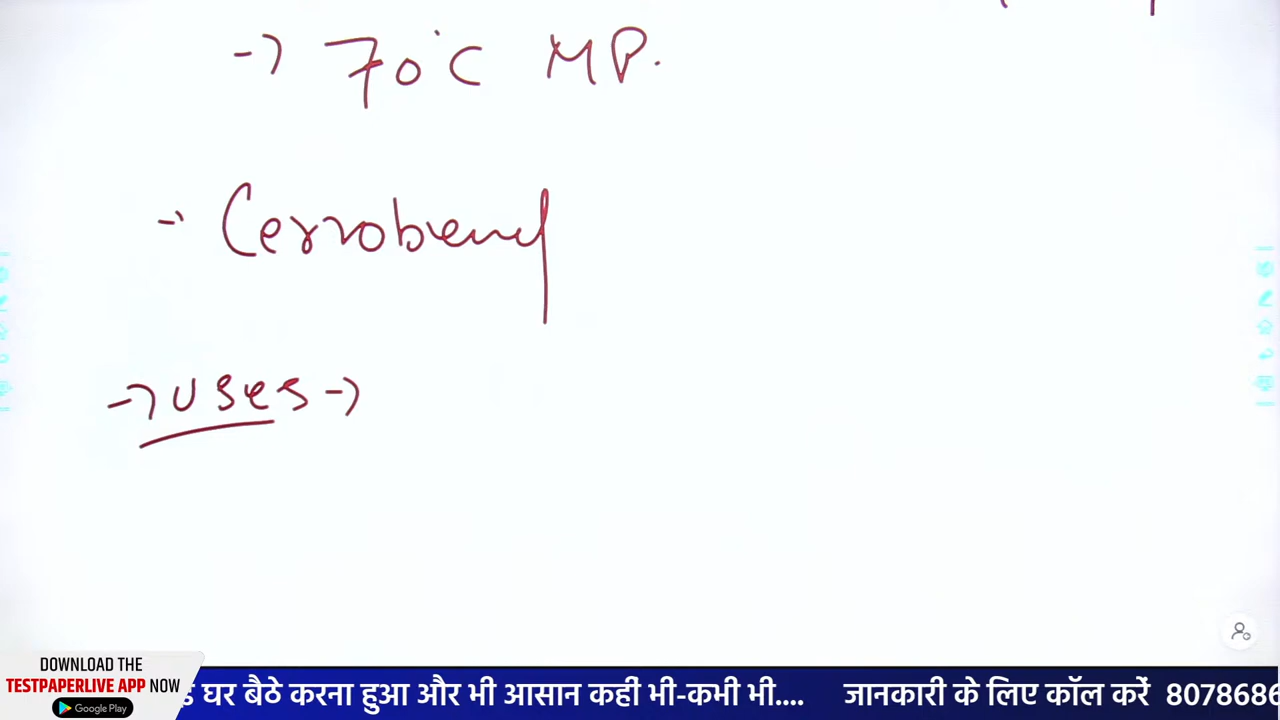 → 70°C MP.
→ Cerrobend
→ Uses →
DOWNLOAD THE
TESTPAPERLIVE APP NOW
Google Play
घर बैठे करना हुआ और भी आसान कहीं भी-कभी भी.... जानकारी के लिए कॉल करें 8078686